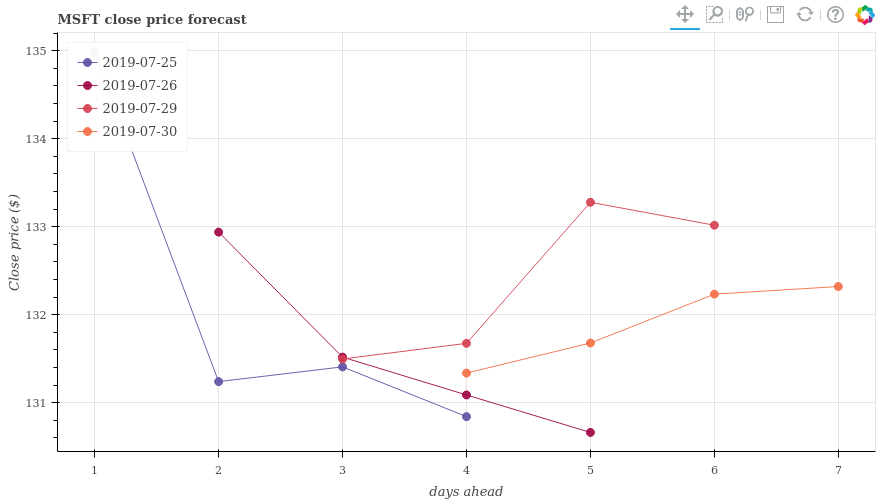 MSFT close price forecast
135
134
133
132
131
Close price ($)
2019-07-25
2019-07-26
2019-07-29
2019-07-30
1 2 3 4 5 6 7
days ahead